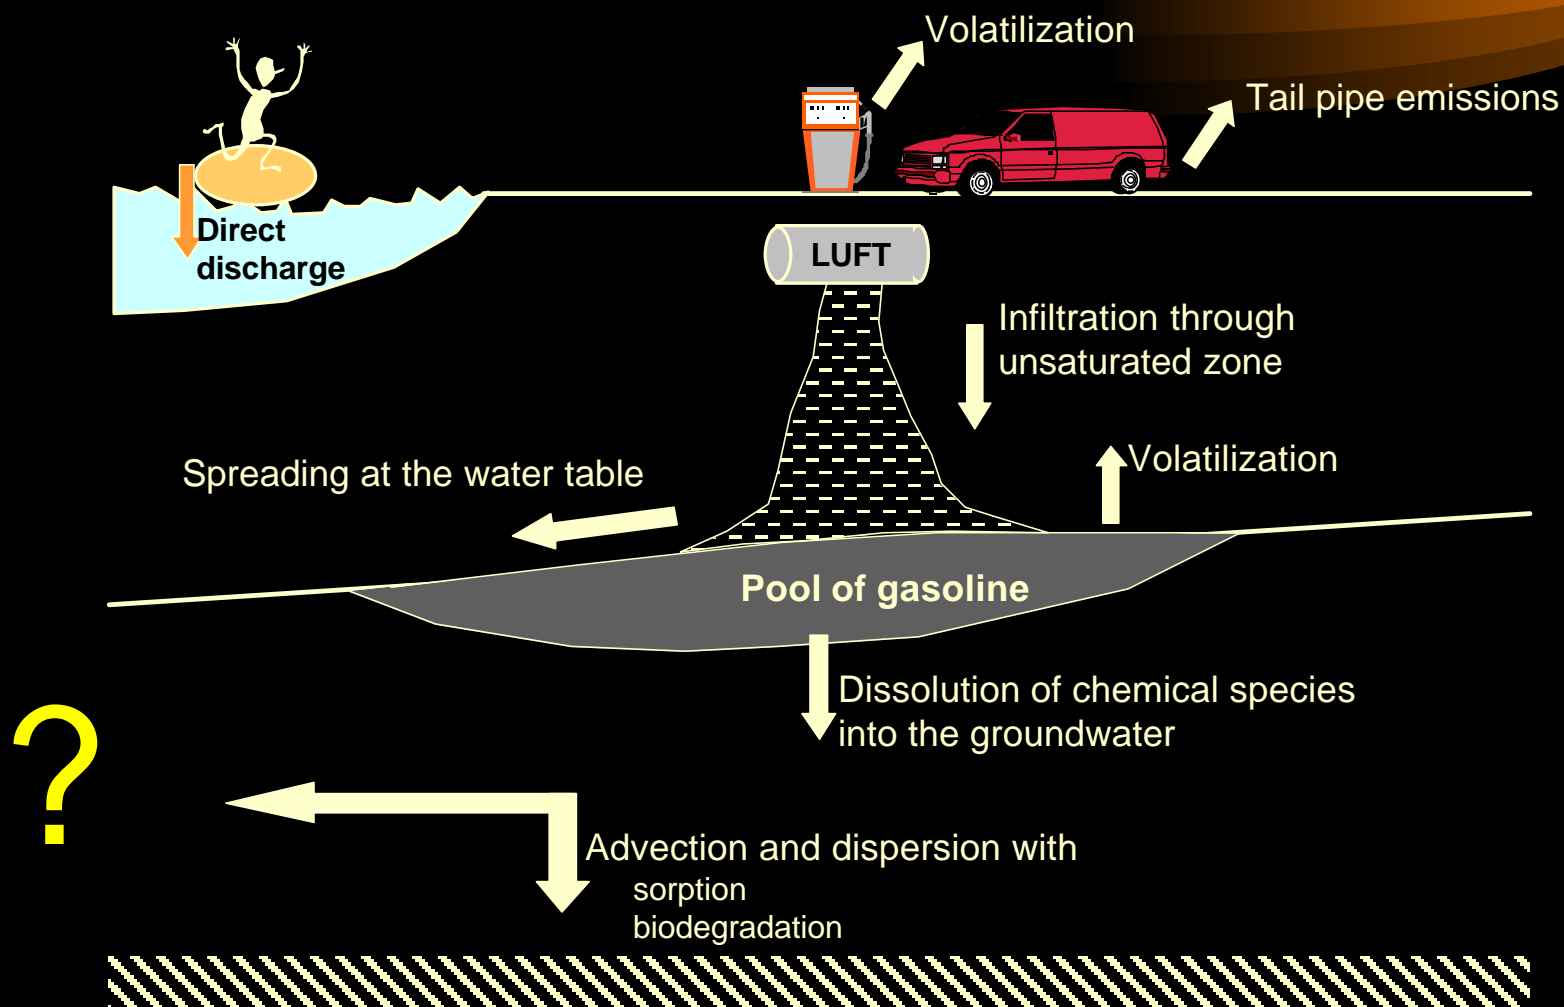 Volatilization
Tail pipe emissions
Direct
discharge
LUFT
Infiltration through
unsaturated zone
Spreading at the water table
Volatilization
Pool of gasoline
Dissolution of chemical species
into the groundwater
?
Advection and dispersion with
sorption
biodegradation